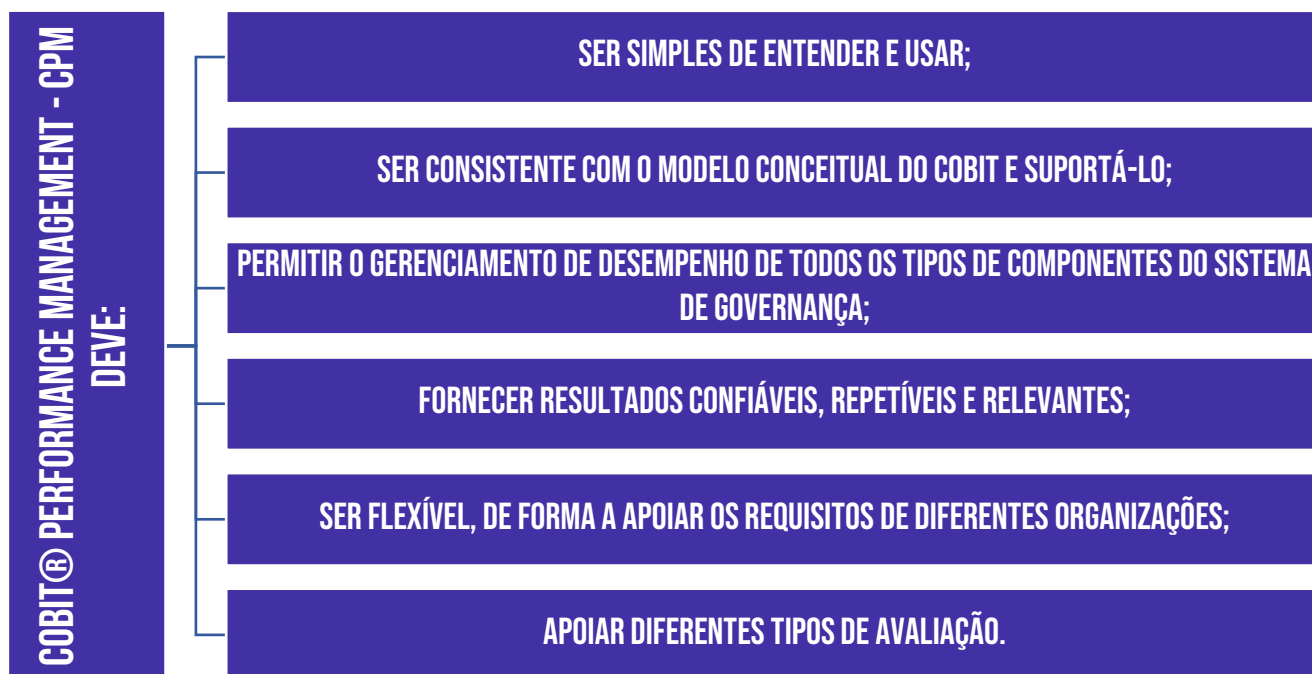 COBIT® PERFORMANCE MANAGEMENT - CPM
DEVE:
SER SIMPLES DE ENTENDER E USAR;
SER CONSISTENTE COM O MODELO CONCEITUAL DO COBIT E SUPORTÁ-LO;
PERMITIR O GERENCIAMENTO DE DESEMPENHO DE TODOS OS TIPOS DE COMPONENTES DO SISTEMA
DE GOVERNANÇA;
FORNECER RESULTADOS CONFIÁVEIS, REPETÍVEIS E RELEVANTES;
SER FLEXÍVEL, DE FORMA A APOIAR OS REQUISITOS DE DIFERENTES ORGANIZAÇÕES;
APOIAR DIFERENTES TIPOS DE AVALIAÇÃO.